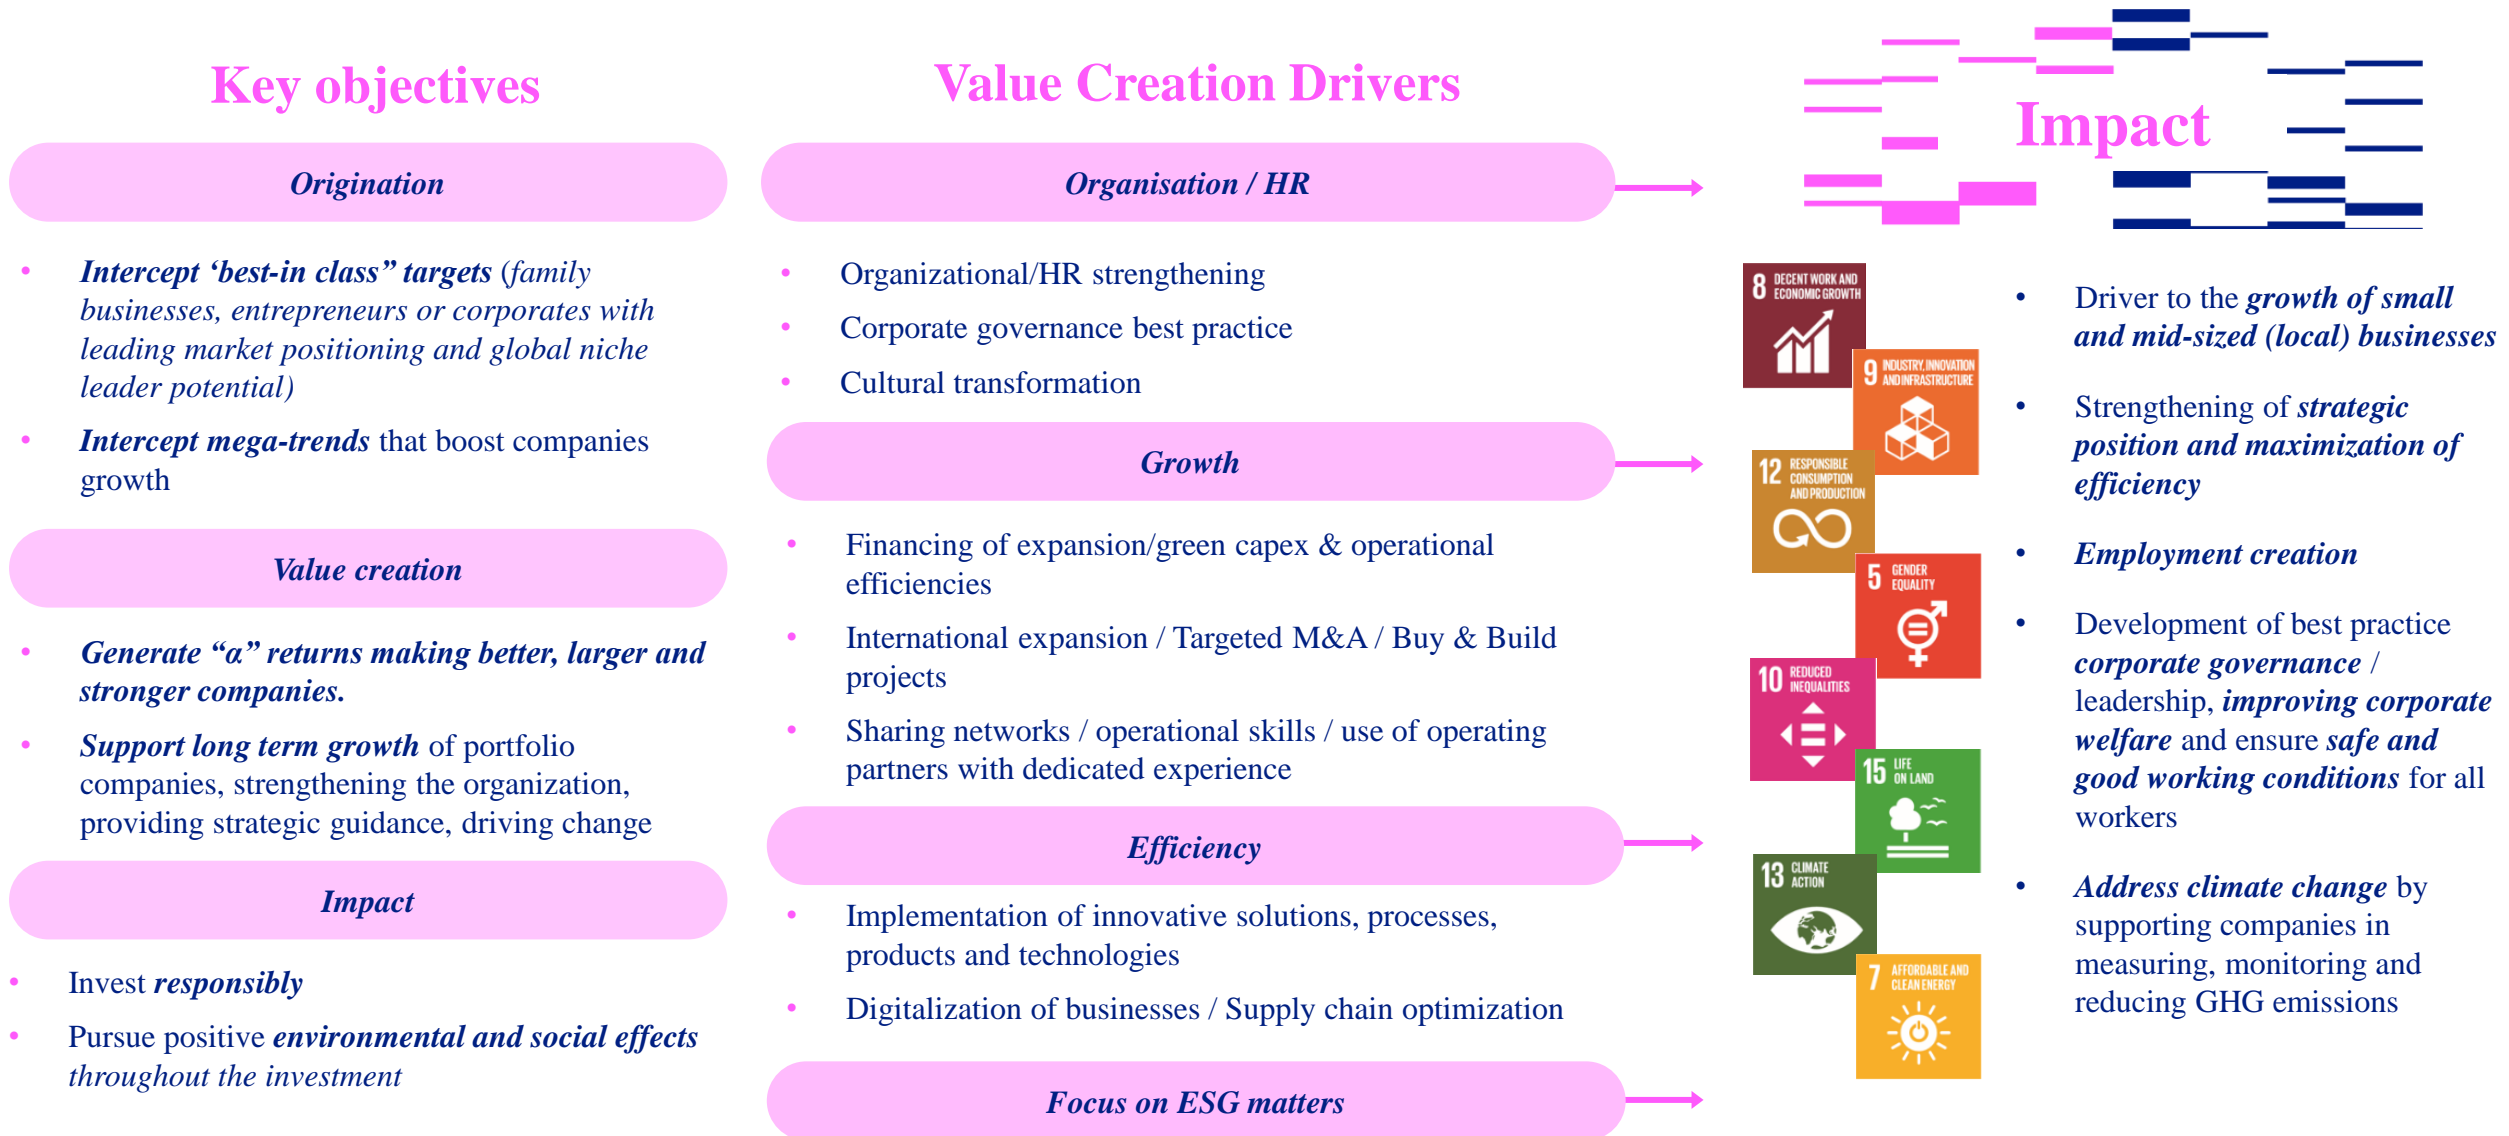 Key objectives
Origination
• Intercept ‘best-in class” targets (family
businesses, entrepreneurs or corporates with
leading market positioning and global niche
leader potential)
• Intercept mega-trends that boost companies
growth
Value creation
• Generate “α” returns making better, larger and
stronger companies.
• Support long term growth of portfolio
companies, strengthening the organization,
providing strategic guidance, driving change
Impact
• Invest responsibly
• Pursue positive environmental and social effects
throughout the investment
Value Creation Drivers
Organisation / HR
• Organizational/HR strengthening
• Corporate governance best practice
• Cultural transformation
Growth
• Financing of expansion/green capex & operational
efficiencies
• International expansion / Targeted M&A / Buy & Build
projects
• Sharing networks / operational skills / use of operating
partners with dedicated experience
Efficiency
• Implementation of innovative solutions, processes,
products and technologies
• Digitalization of businesses / Supply chain optimization
Focus on ESG matters
Impact
8 DECENT WORK AND
ECONOMIC GROWTH
9 INDUSTRY, INNOVATION
AND INFRASTRUCTURE
12 RESPONSIBLE
CONSUMPTION
AND PRODUCTION
5 GENDER
EQUALITY
10 REDUCED
INEQUALITIES
15 LIFE
ON LAND
13 CLIMATE
ACTION
7 AFFORDABLE AND
CLEAN ENERGY
• Driver to the growth of small
and mid-sized (local) businesses
• Strengthening of strategic
position and maximization of
efficiency
• Employment creation
• Development of best practice
corporate governance /
leadership, improving corporate
welfare and ensure safe and
good working conditions for all
workers
• Address climate change by
supporting companies in
measuring, monitoring and
reducing GHG emissions